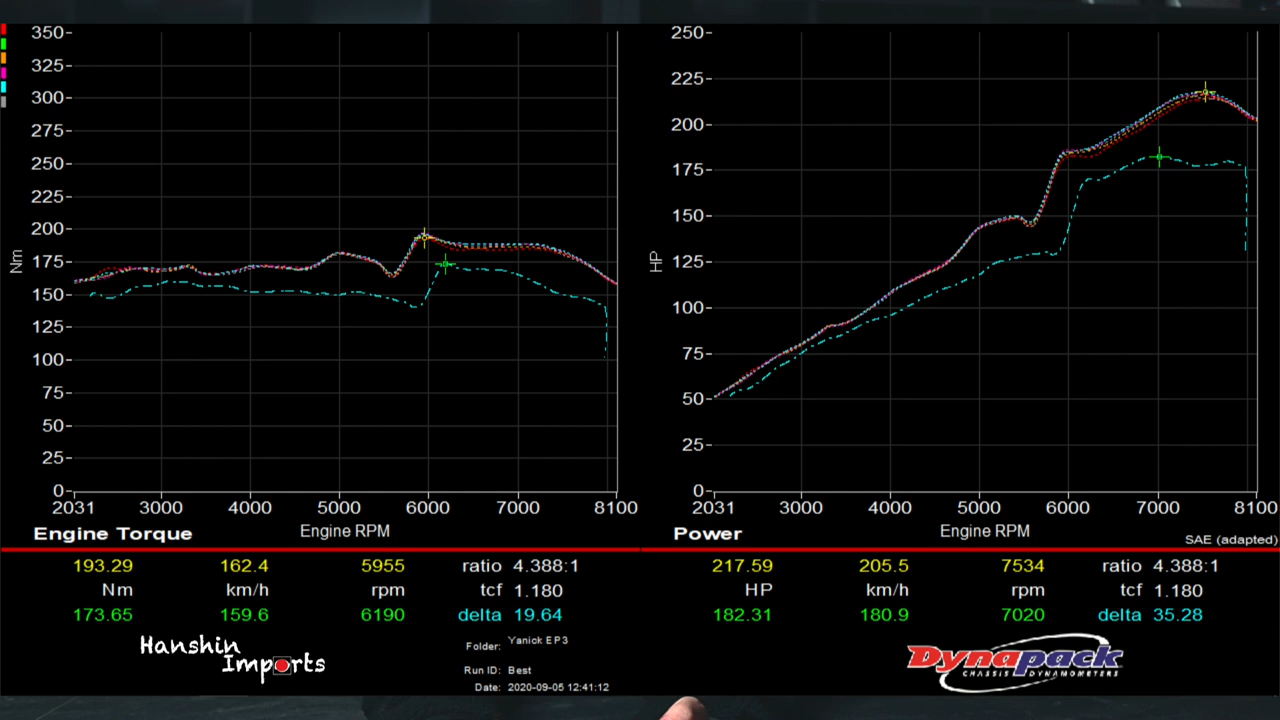 350
325
300
275
250
225
200
175
150
125
100
75
50
25
0
Nm
2031 3000 4000 5000 6000 7000 8100
Engine Torque
Engine RPM
250
225
200
175
150
125
100
75
50
25
0
HP
2031 3000 4000 5000 6000 7000 8100
Power
Engine RPM
SAE (adapted)
193.29 162.4 5955 ratio 4.388:1
Nm km/h rpm tcf 1.180
173.65 159.6 6190 delta 19.64
217.59 205.5 7534 ratio 4.388:1
HP km/h rpm tcf 1.180
182.31 180.9 7020 delta 35.28
Hanshin
Imports
Folder: Yanick EP3
Run ID: Best
Date: 2020-09-05 12:41:12
Dynapack
CHASSIS DYNAMOMETERS